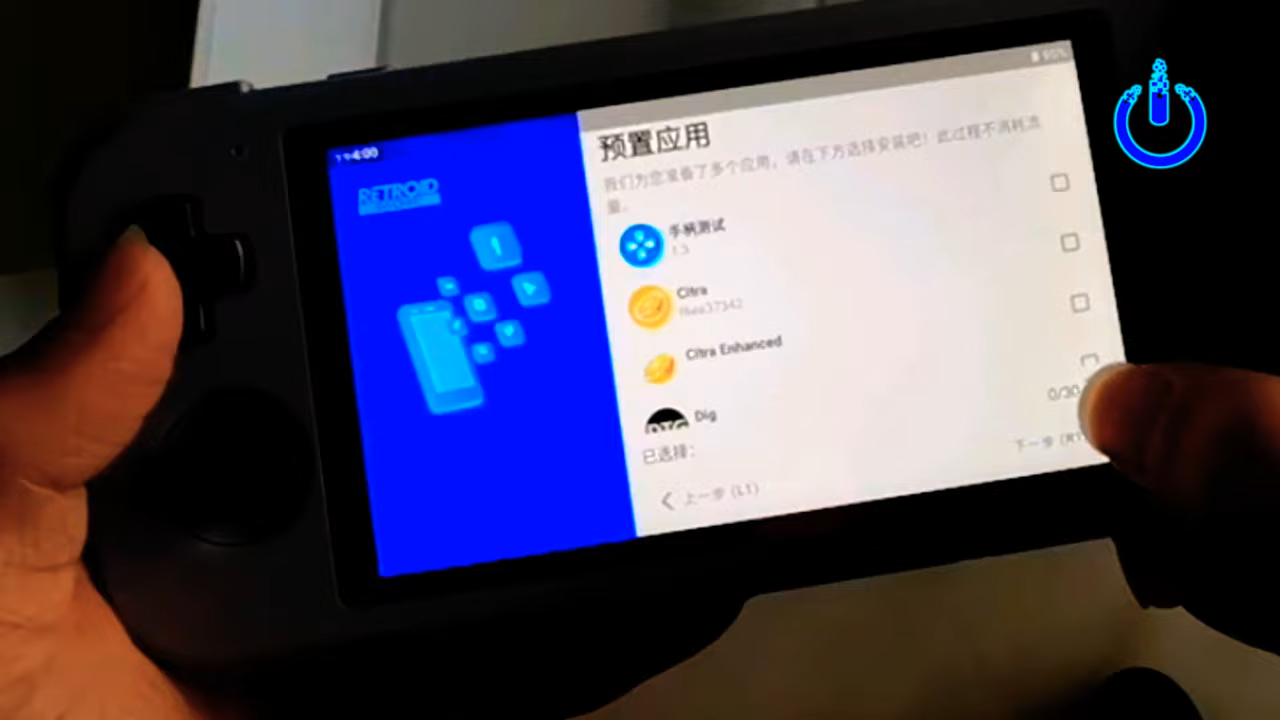 4:00
RETROID
预置应用
我们为您准备了多个应用，请在下方选择安装吧！此过程不消耗流
量。
手柄测试
1.5
Citra
f6ea37342
Citra Enhanced
Dig
DIG
0/30
已选择：
上一步 (L1)
下一步 (R1